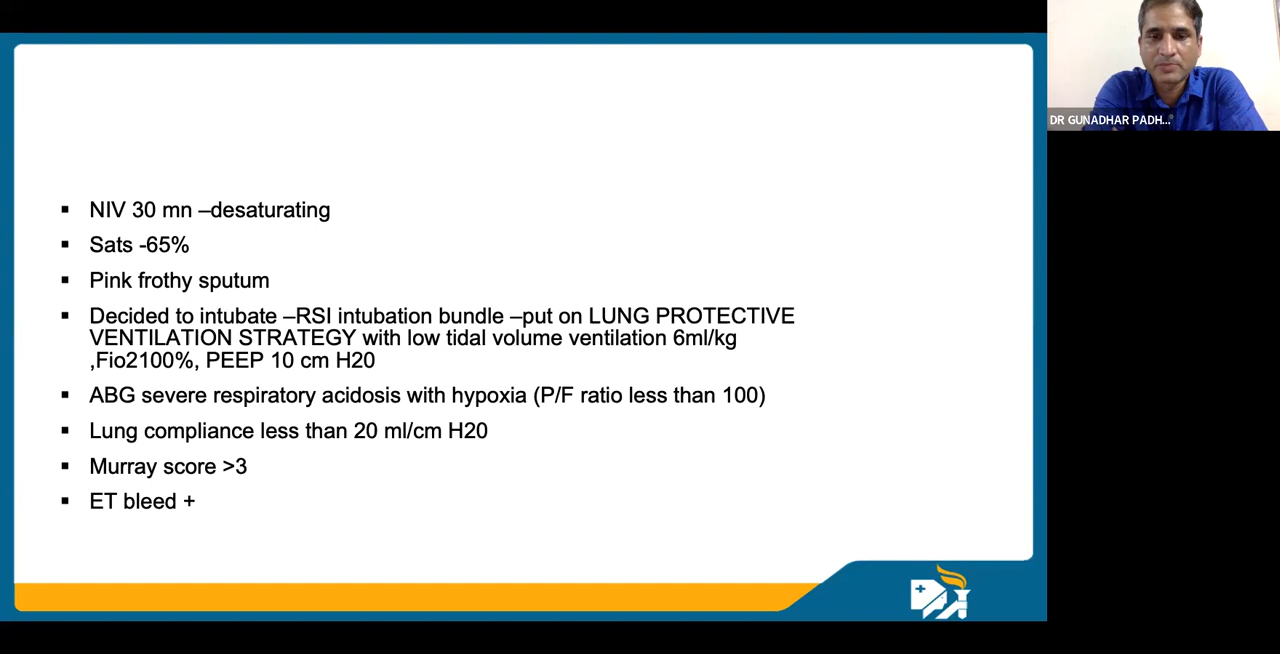 DR GUNADHAR PADH...
▪ NIV 30 mn –desaturating
▪ Sats -65%
▪ Pink frothy sputum
▪ Decided to intubate –RSI intubation bundle –put on LUNG PROTECTIVE
VENTILATION STRATEGY with low tidal volume ventilation 6ml/kg
,Fio2100%, PEEP 10 cm H20
▪ ABG severe respiratory acidosis with hypoxia (P/F ratio less than 100)
▪ Lung compliance less than 20 ml/cm H20
▪ Murray score >3
▪ ET bleed +